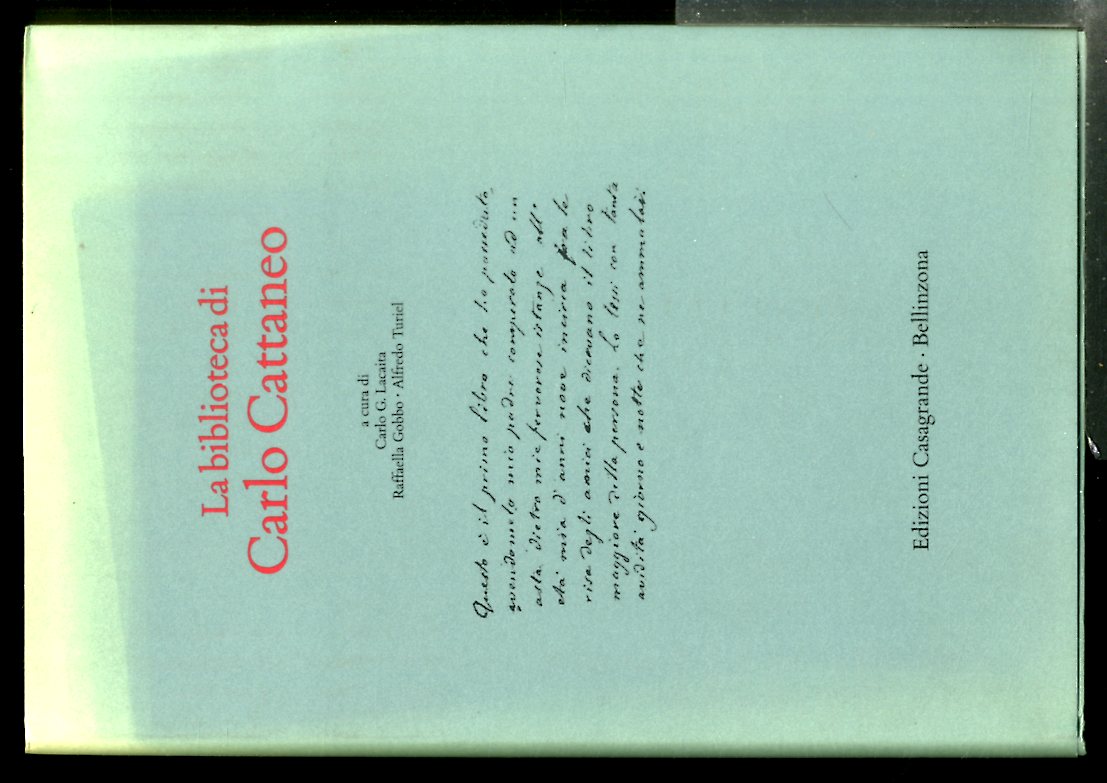 La biblioteca di
Carlo Cattaneo
a cura di
Carlo G. Lacaita
Raffaella Gobbo · Alfredo Turiel
Questo è il primo libro che ho posseduto,
avendomelo mio padre comperato ad un
asta dietro mie fervorose istanze all'
età mia d'anni nove incirca fra le
risa degli amici che dicevano il libro
maggiore della persona. Lo lessi con tanta
avidità giorno e notte che ne ammalai.
Edizioni Casagrande · Bellinzona